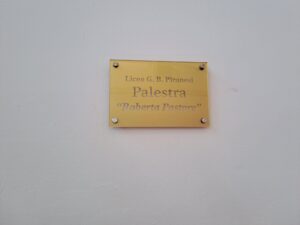 Liceo G. B. Piranesi
Palestra
"Roberta Pastore"